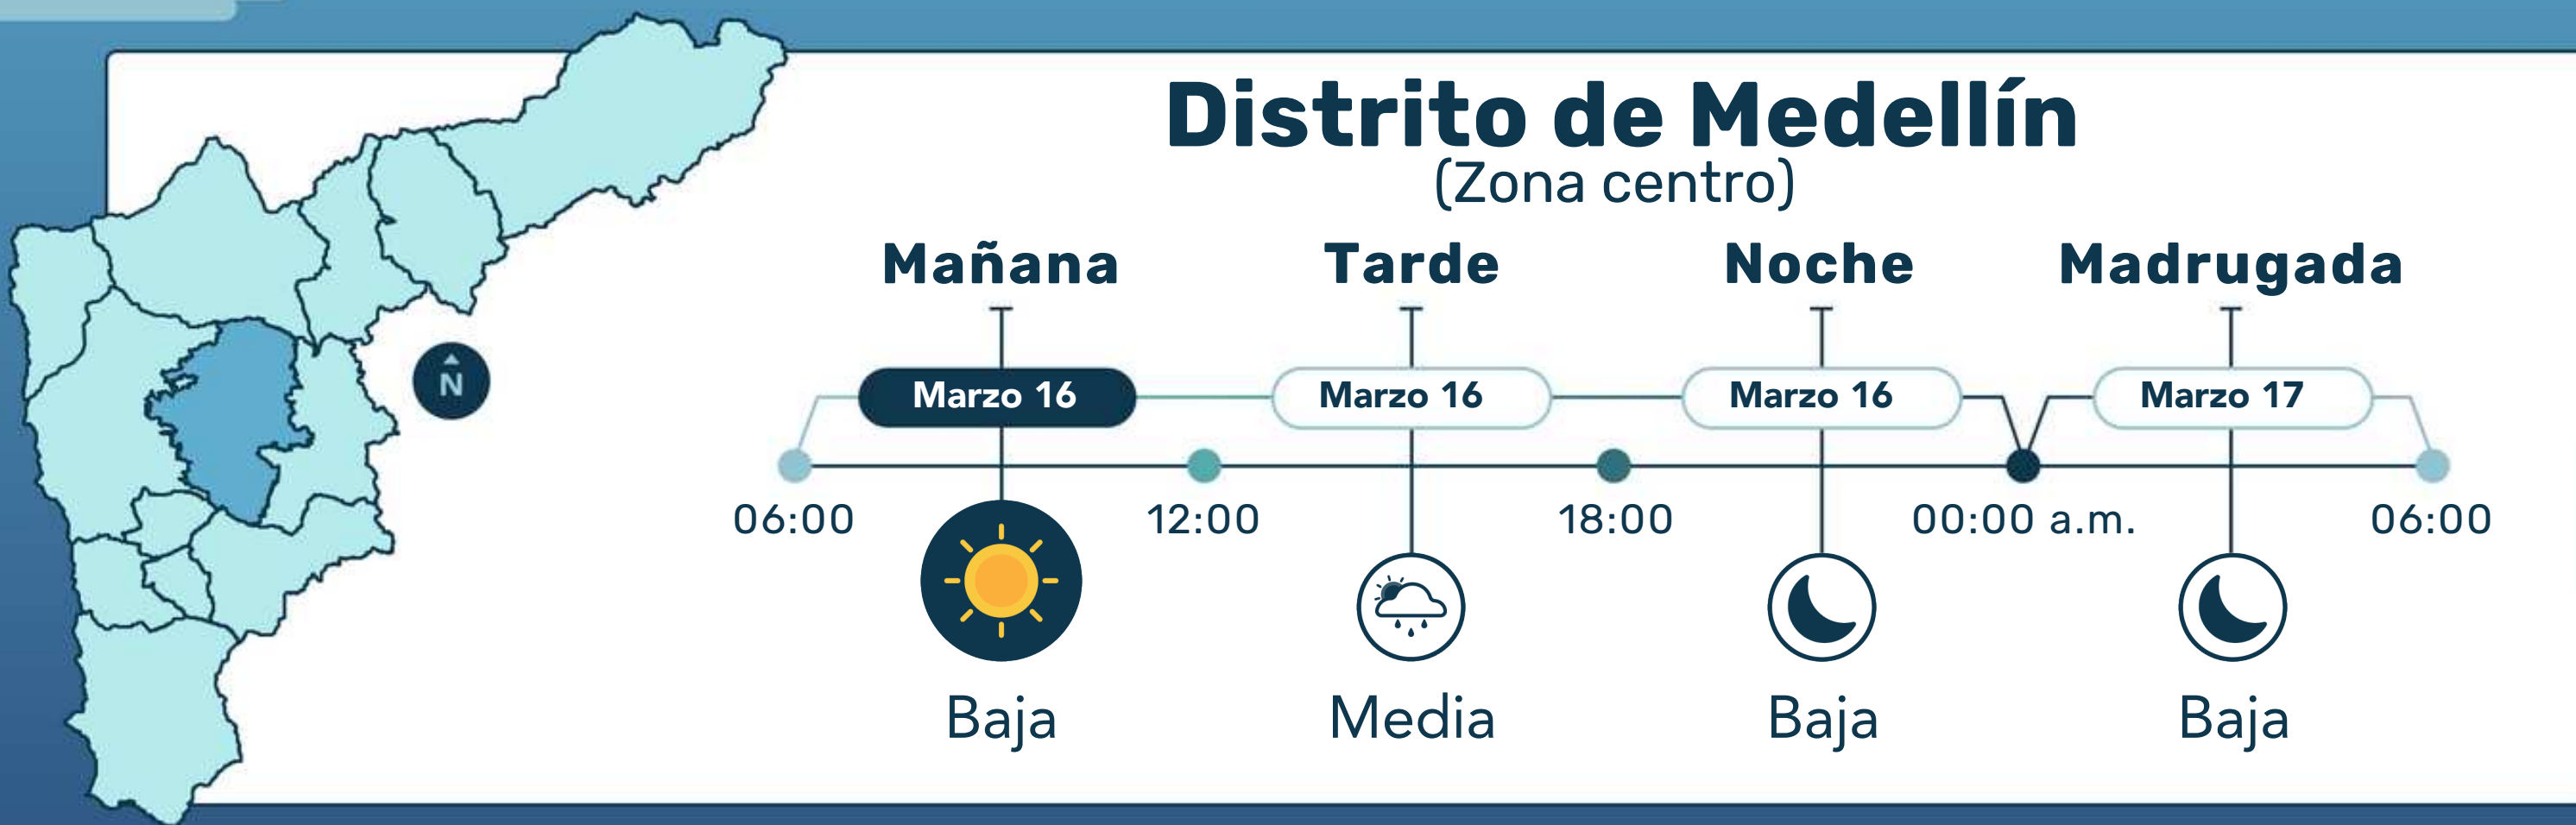 Distrito de Medellín
(Zona centro)
Mañana Tarde Noche Madrugada
Marzo 16 Marzo 16 Marzo 16 Marzo 17
N
06:00 12:00 18:00 00:00 a.m. 06:00
Baja Media Baja Baja